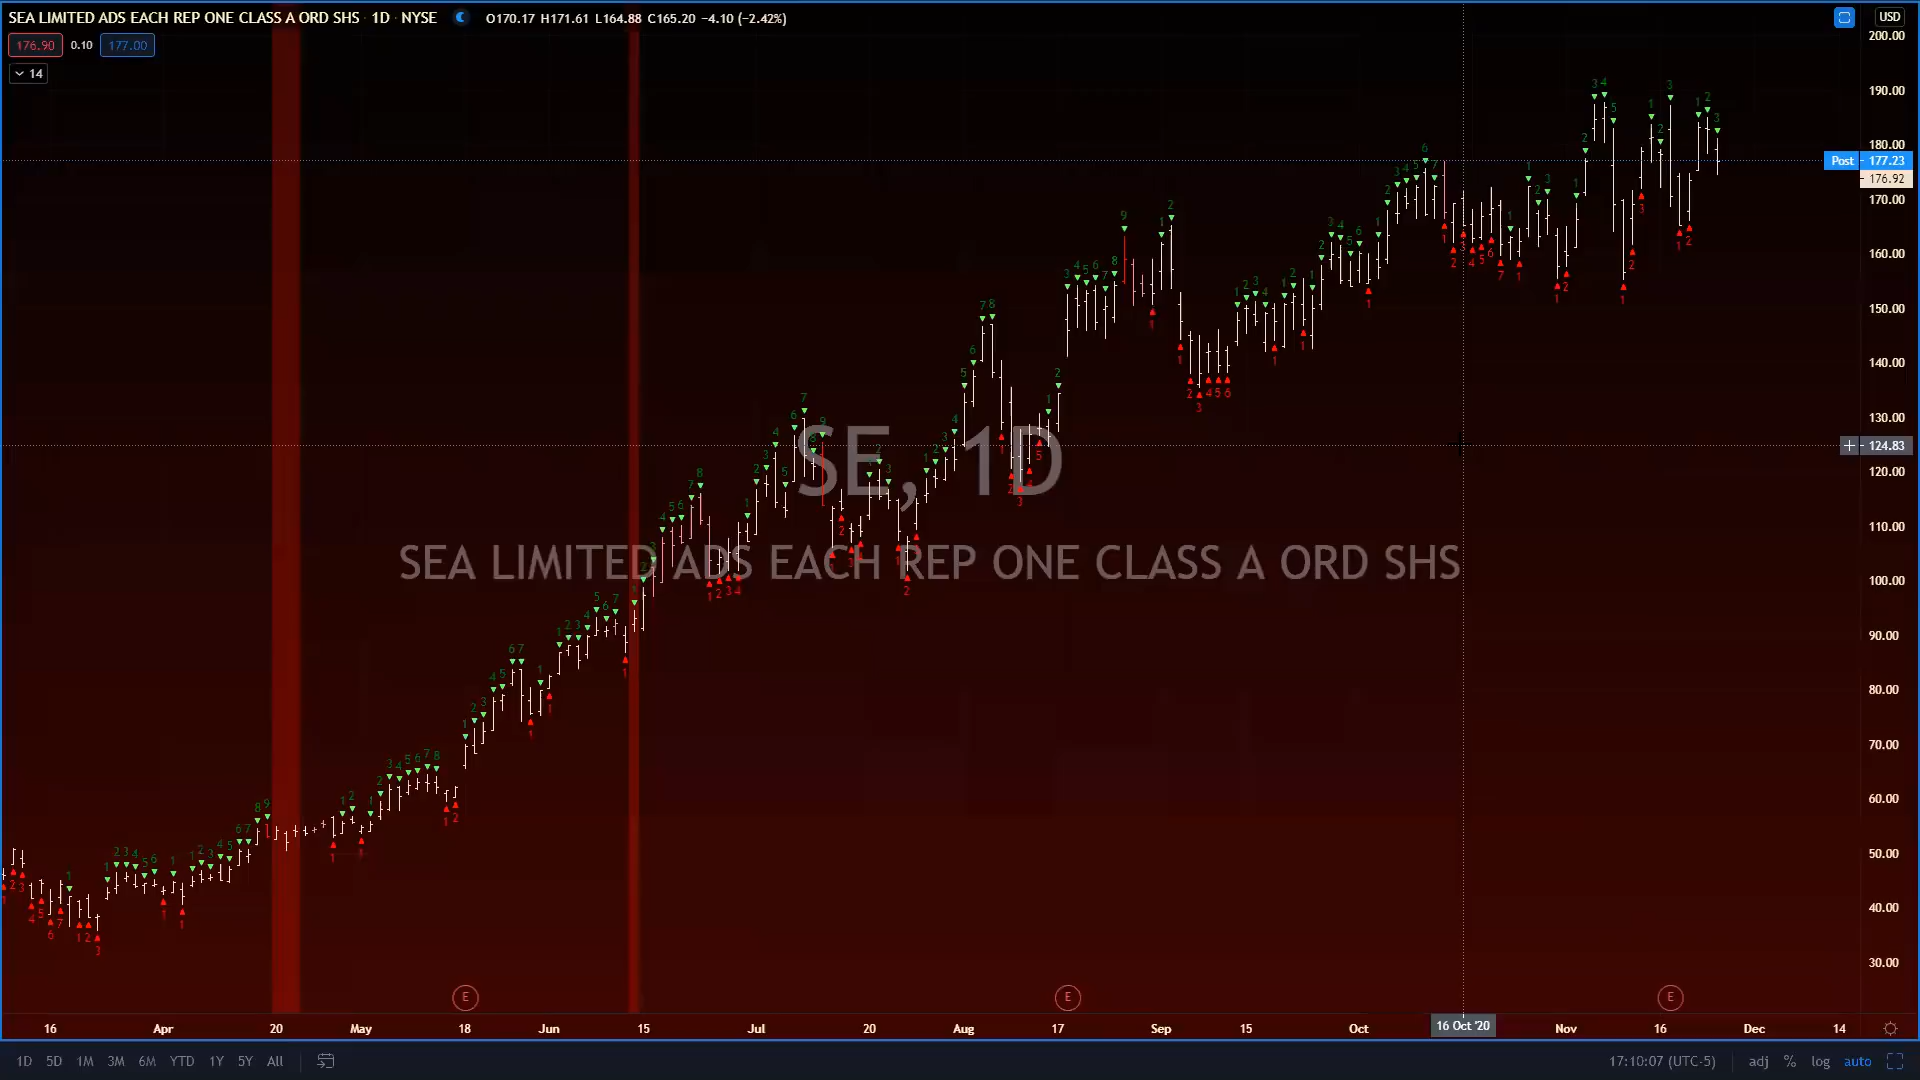 SEA LIMITED ADS EACH REP ONE CLASS A ORD SHS · 1D · NYSE O170.17 H171.61 L164.88 C165.20 −4.10 (−2.42%)
USD
176.90 0.10 177.00
14
200.00
190.00
180.00
Post 177.23
176.92
170.00
160.00
150.00
140.00
130.00
124.83
120.00
110.00
100.00
90.00
80.00
70.00
60.00
50.00
40.00
30.00
SE, 1D
SEA LIMITED ADS EACH REP ONE CLASS A ORD SHS
E E E
16 Apr 20 May 18 Jun 15 Jul 20 Aug 17 Sep 15 Oct 16 Oct '20 Nov 16 Dec 14
1D 5D 1M 3M 6M YTD 1Y 5Y All 17:10:07 (UTC-5) adj % log auto